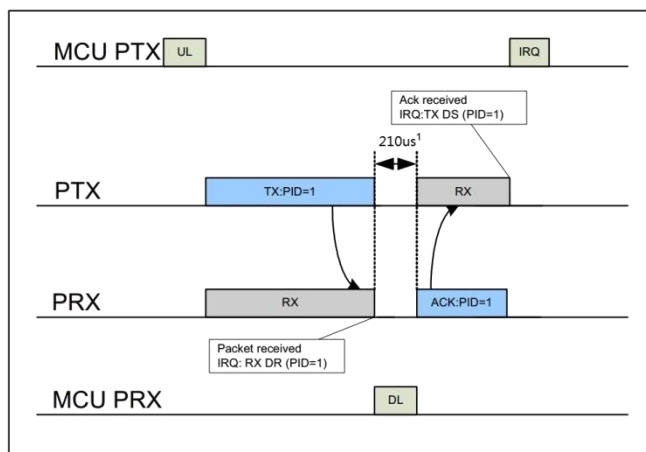 MCU PTX
UL
IRQ
Ack received
IRQ:TX DS (PID=1)
210us¹
PTX
TX:PID=1
RX
PRX
RX
ACK:PID=1
Packet received
IRQ: RX DR (PID=1)
MCU PRX
DL